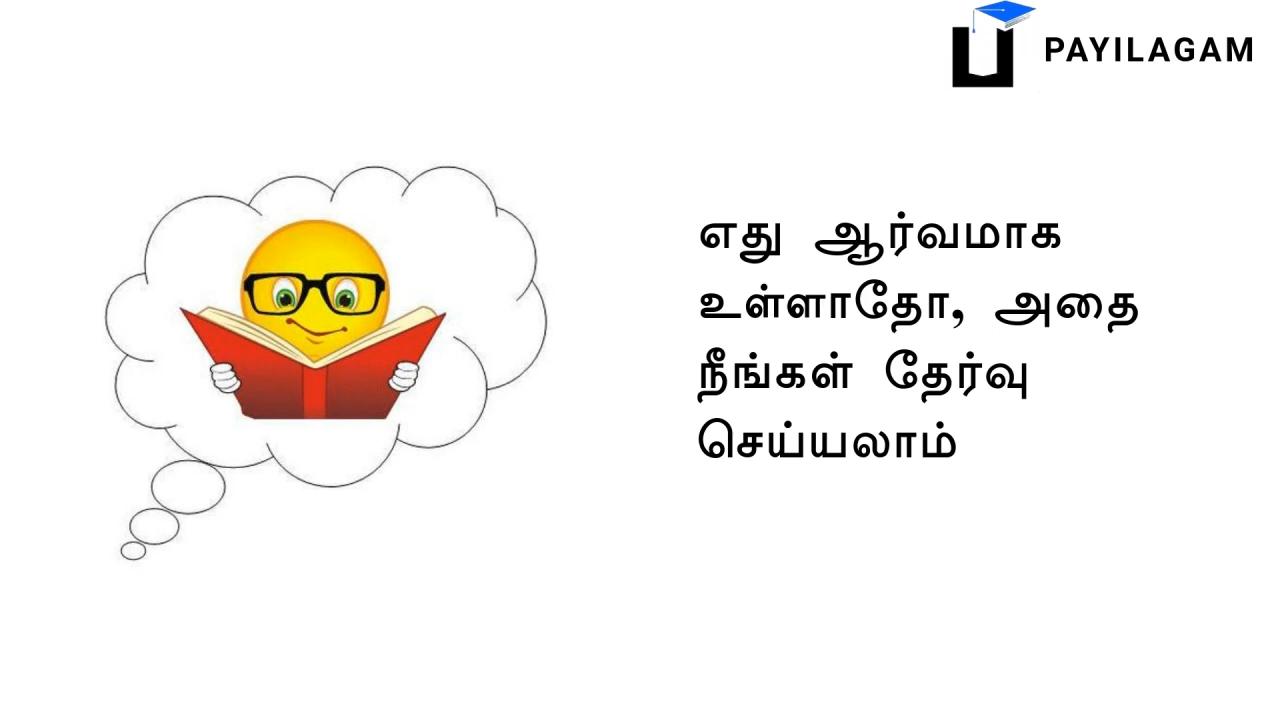 PAYILAGAM
எது ஆர்வமாக
உள்ளாதோ, அதை
நீங்கள் தேர்வு
செய்யலாம்